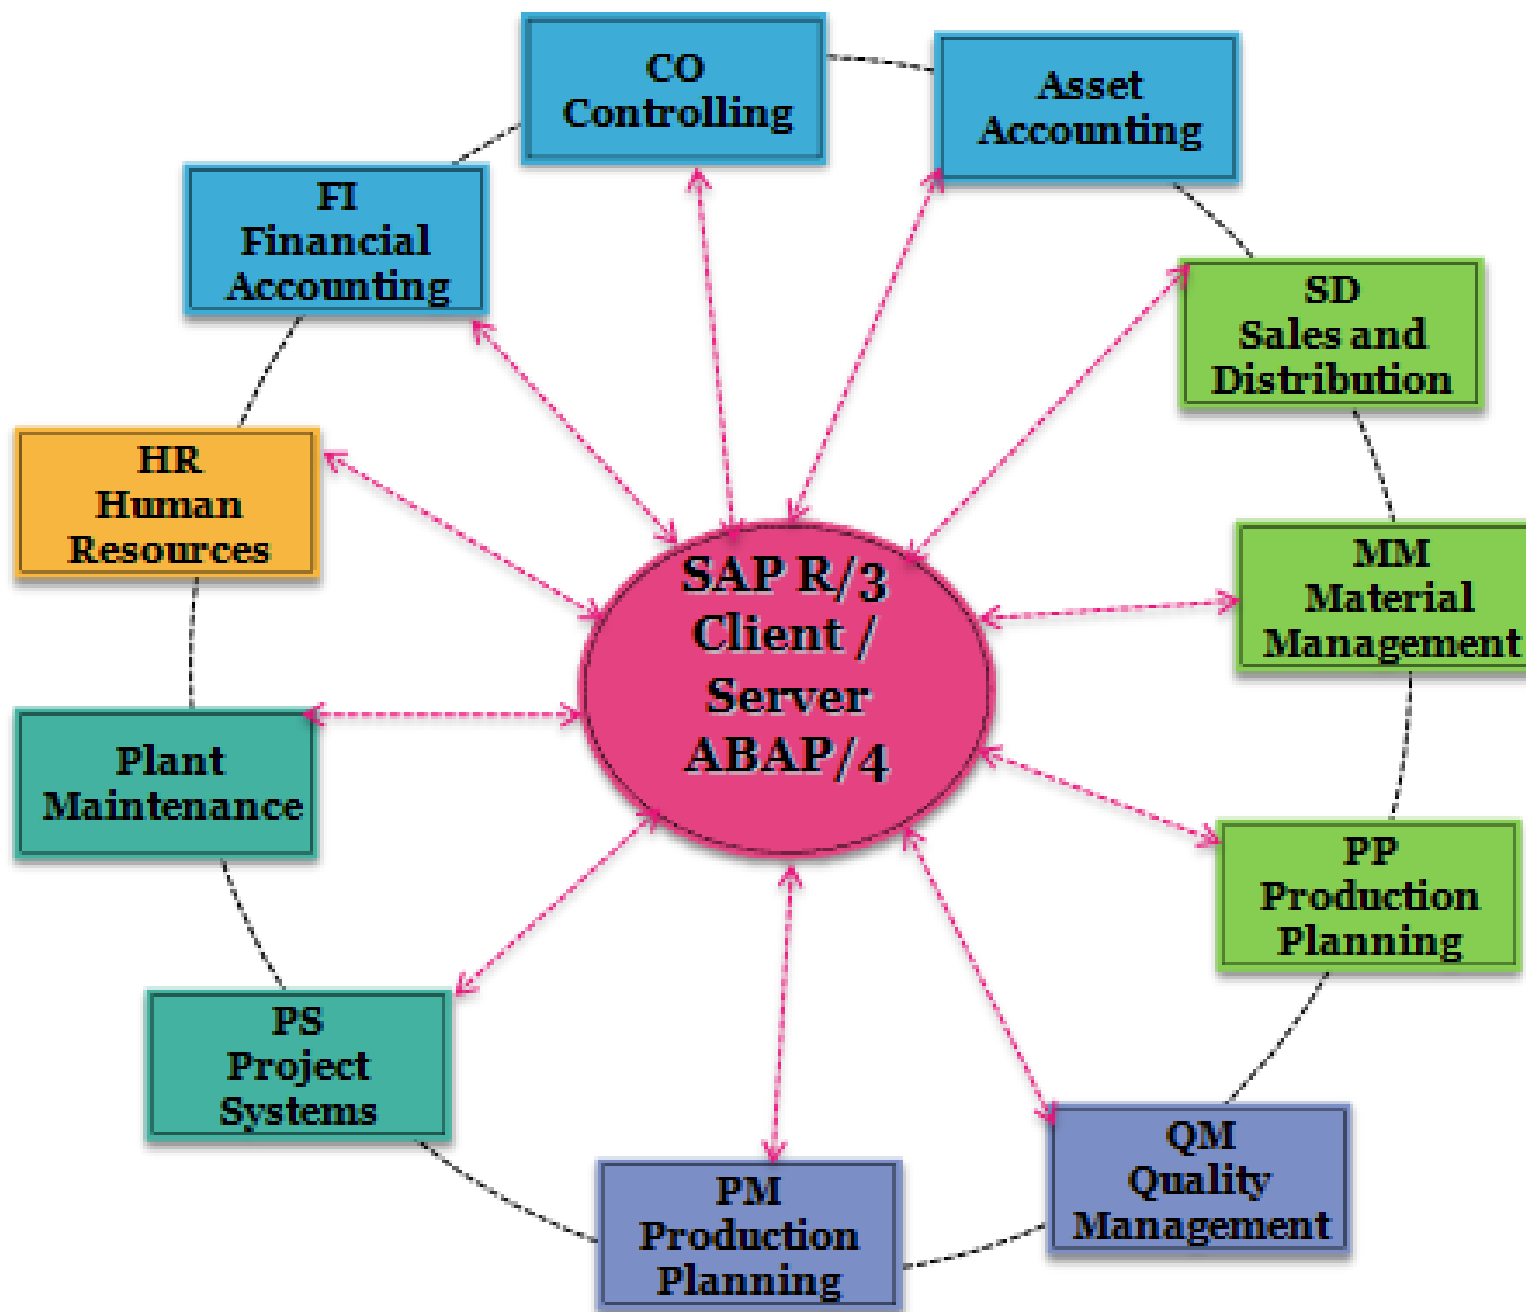 CO
Controlling
Asset
Accounting
FI
Financial
Accounting
SD
Sales and
Distribution
HR
Human
Resources
SAP R/3
Client /
Server
ABAP/4
MM
Material
Management
Plant
Maintenance
PP
Production
Planning
PS
Project
Systems
QM
Quality
Management
PM
Production
Planning